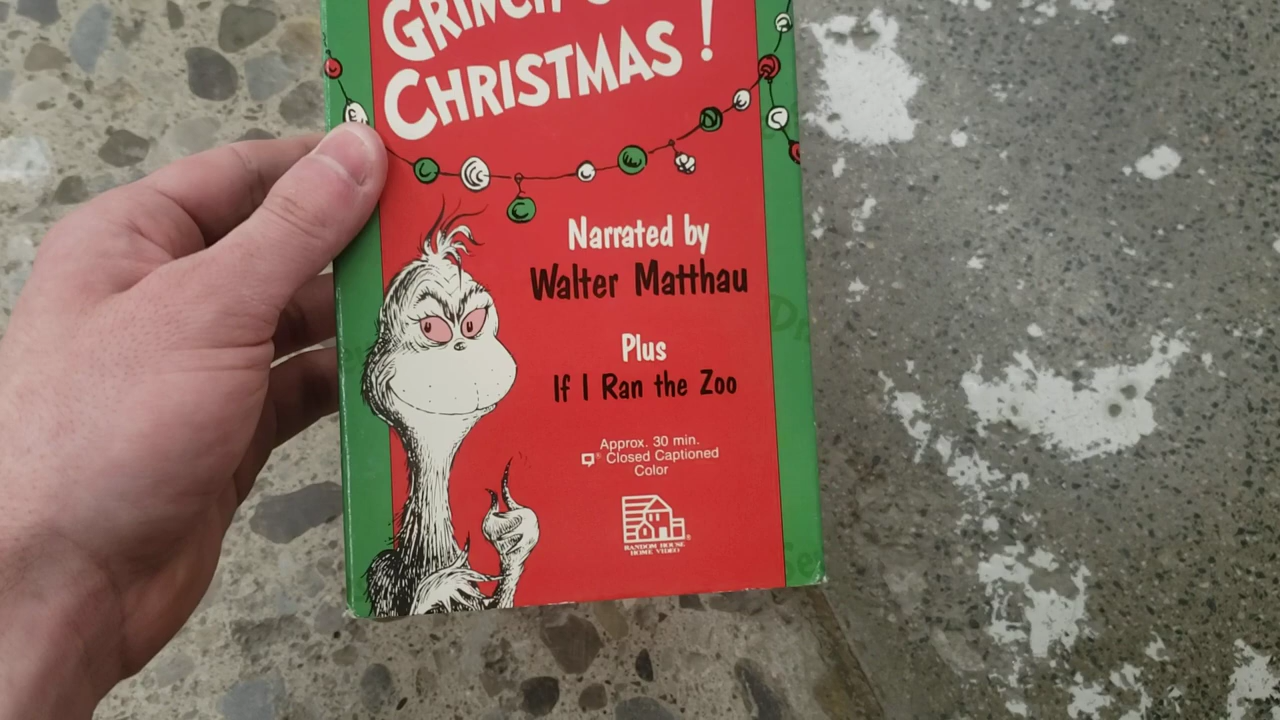 GRINCH
CHRISTMAS!
Narrated by
Walter Matthau
Plus
If I Ran the Zoo
Approx. 30 min.
® Closed Captioned
Color
®
RANDOM HOUSE
HOME VIDEO